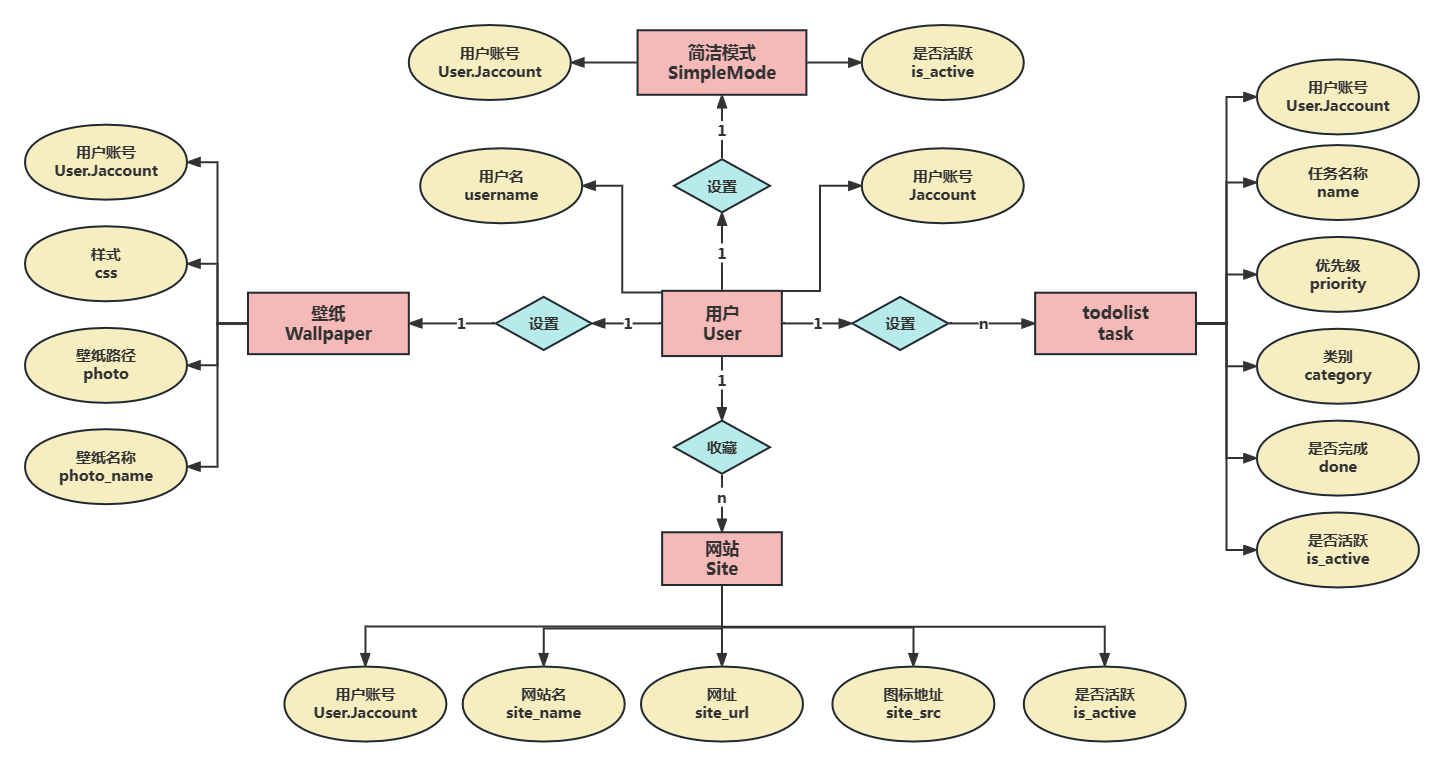 用户账号
User.Jaccount
简洁模式
SimpleMode
是否活跃
is_active
1
设置
1
用户名
username
用户账号
Jaccount
用户账号
User.Jaccount
样式
css
壁纸路径
photo
壁纸名称
photo_name
壁纸
Wallpaper
1
设置
1
用户
User
1
设置
n
todolist
task
用户账号
User.Jaccount
任务名称
name
优先级
priority
类别
category
是否完成
done
是否活跃
is_active
1
收藏
n
网站
Site
用户账号
User.Jaccount
网站名
site_name
网址
site_url
图标地址
site_src
是否活跃
is_active